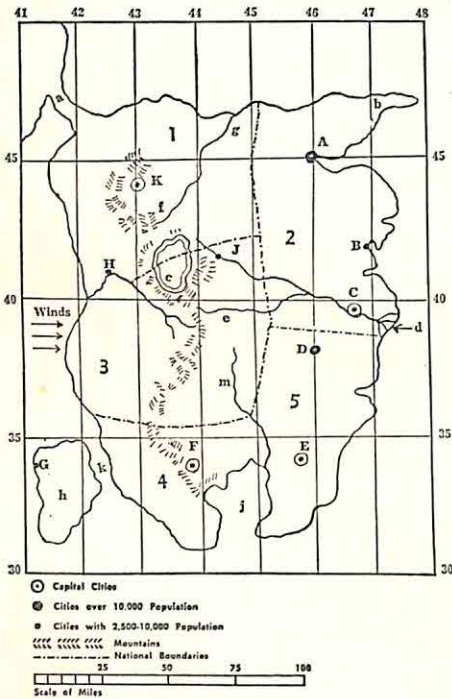 41 42 43 44 45 46 47 48
a b
1 g
A
45 45
K
f 2
J B
H c
C
40 40
Winds e d
D
3
m 5
35 35
G k F E
h 4 j
30 30
Capital Cities
Cities over 10,000 Population
Cities with 2,500-10,000 Population
Mountains
National Boundaries
5 25 50 75 100
Scale of Miles